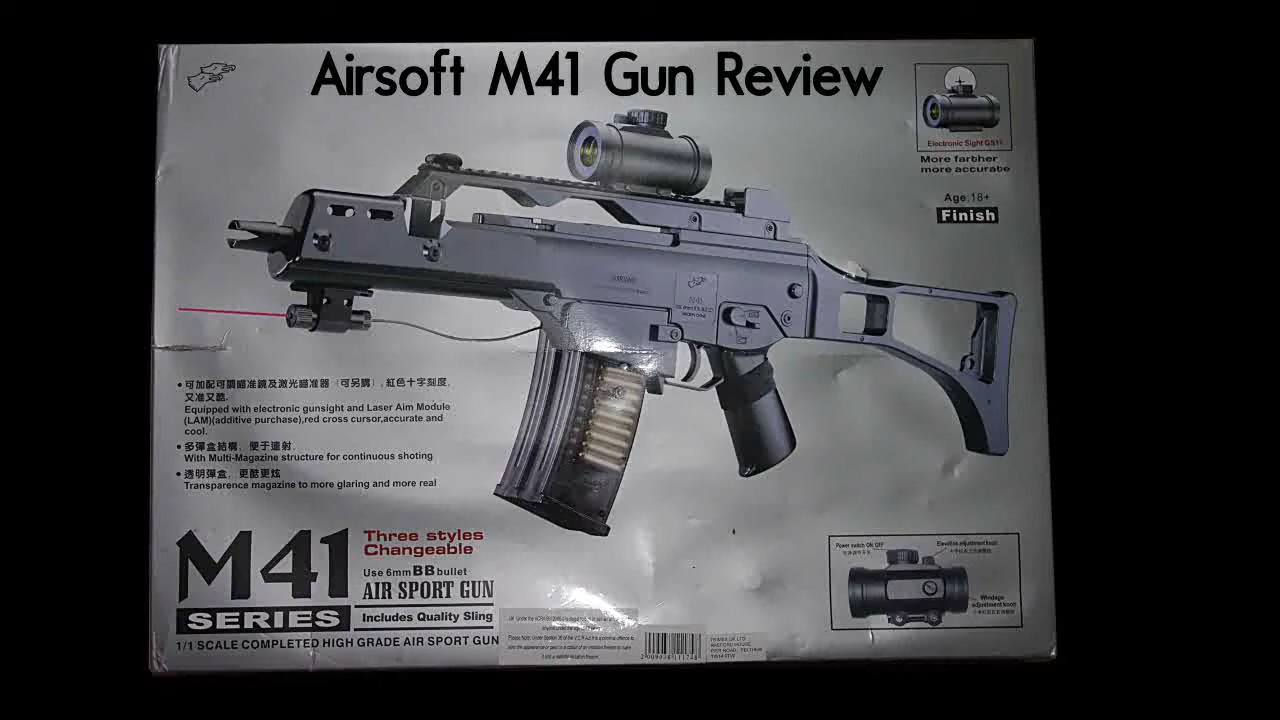 Airsoft M41 Gun Review
Electronic Sight GS11
More farther
more accurate
Age:18+
Finish
WARNING
• 可加配可調瞄准鏡及激光瞄准器（可另購），紅色十字刻度，
又准又酷.
Equipped with electronic gunsight and Laser Aim Module
(LAM)(additive purchase),red cross cursor,accurate and
cool.
• 多彈盒結構，便于連射
With Multi-Magazine structure for continuous shoting
• 透明彈盒，更酷更炫
Transparence magazine to more glaring and more real
M41
SERIES
Three styles
Changeable
Use 6mm BB bullet
AIR SPORT GUN
Includes Quality Sling
1/1 SCALE COMPLETED HIGH GRADE AIR SPORT GUN
Power switch ON OFF
Elevation adjustment knob
Windage
adjustment knob